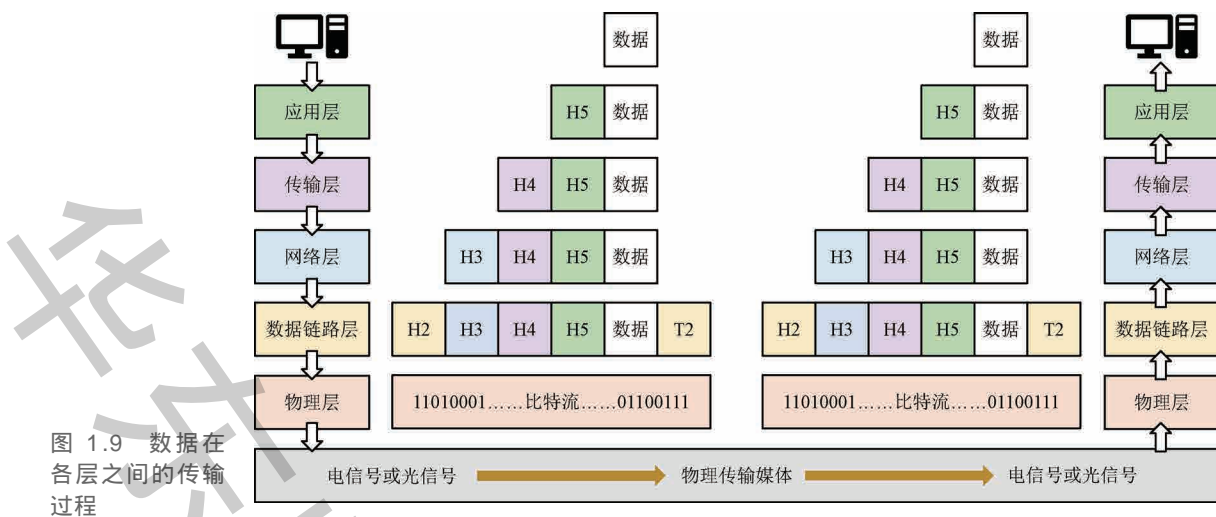 数据 数据
应用层 H5 数据 H5 数据 应用层
传输层 H4 H5 数据 H4 H5 数据 传输层
网络层 H3 H4 H5 数据 H3 H4 H5 数据 网络层
数据链路层 H2 H3 H4 H5 数据 T2 H2 H3 H4 H5 数据 T2 数据链路层
物理层 11010001……比特流……01100111 11010001……比特流……01100111 物理层
电信号或光信号 物理传输媒体 电信号或光信号
图 1.9 数据在
各层之间的传输
过程
华东